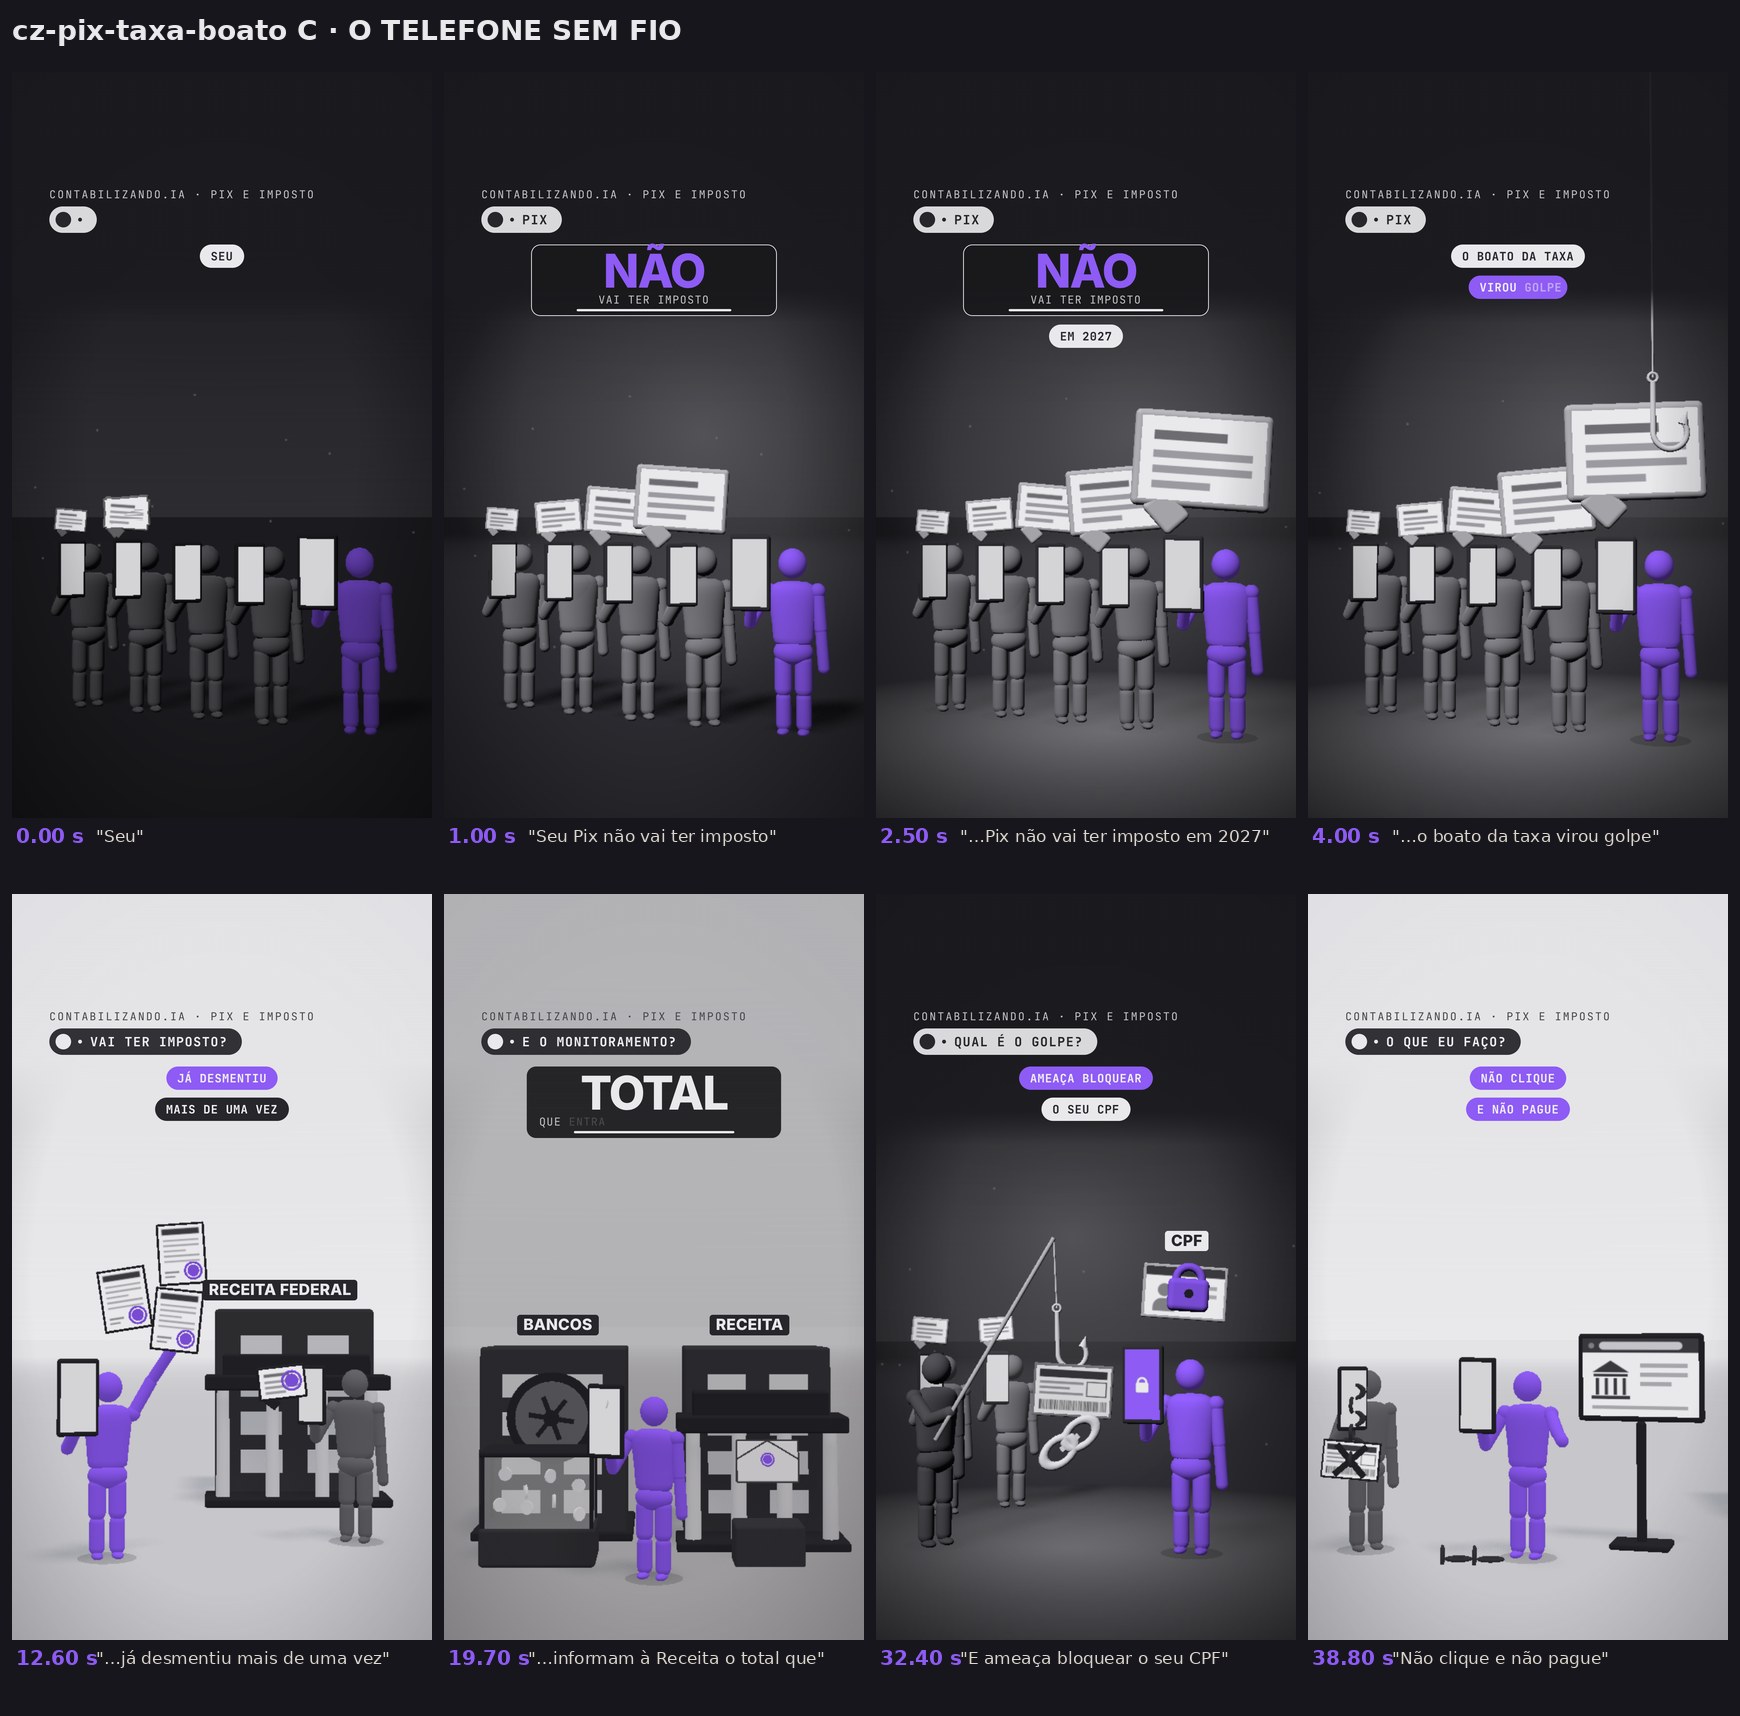 cz-pix-taxa-boato C · O TELEFONE SEM FIO
CONTABILIZANDO.IA · PIX E IMPOSTO
•
SEU
0.00 s "Seu"
CONTABILIZANDO.IA · PIX E IMPOSTO
• PIX
NÃO
VAI TER IMPOSTO
1.00 s "Seu Pix não vai ter imposto"
CONTABILIZANDO.IA · PIX E IMPOSTO
• PIX
NÃO
VAI TER IMPOSTO
EM 2027
2.50 s "...Pix não vai ter imposto em 2027"
CONTABILIZANDO.IA · PIX E IMPOSTO
• PIX
O BOATO DA TAXA
VIROU GOLPE
4.00 s "...o boato da taxa virou golpe"
CONTABILIZANDO.IA · PIX E IMPOSTO
• VAI TER IMPOSTO?
JÁ DESMENTIU
MAIS DE UMA VEZ
RECEITA FEDERAL
12.60 s "...já desmentiu mais de uma vez"
CONTABILIZANDO.IA · PIX E IMPOSTO
• E O MONITORAMENTO?
TOTAL
QUE ENTRA
BANCOS
RECEITA
19.70 s "...informam à Receita o total que"
CONTABILIZANDO.IA · PIX E IMPOSTO
• QUAL É O GOLPE?
AMEAÇA BLOQUEAR
O SEU CPF
CPF
32.40 s "E ameaça bloquear o seu CPF"
CONTABILIZANDO.IA · PIX E IMPOSTO
• O QUE EU FAÇO?
NÃO CLIQUE
E NÃO PAGUE
38.80 s "Não clique e não pague"